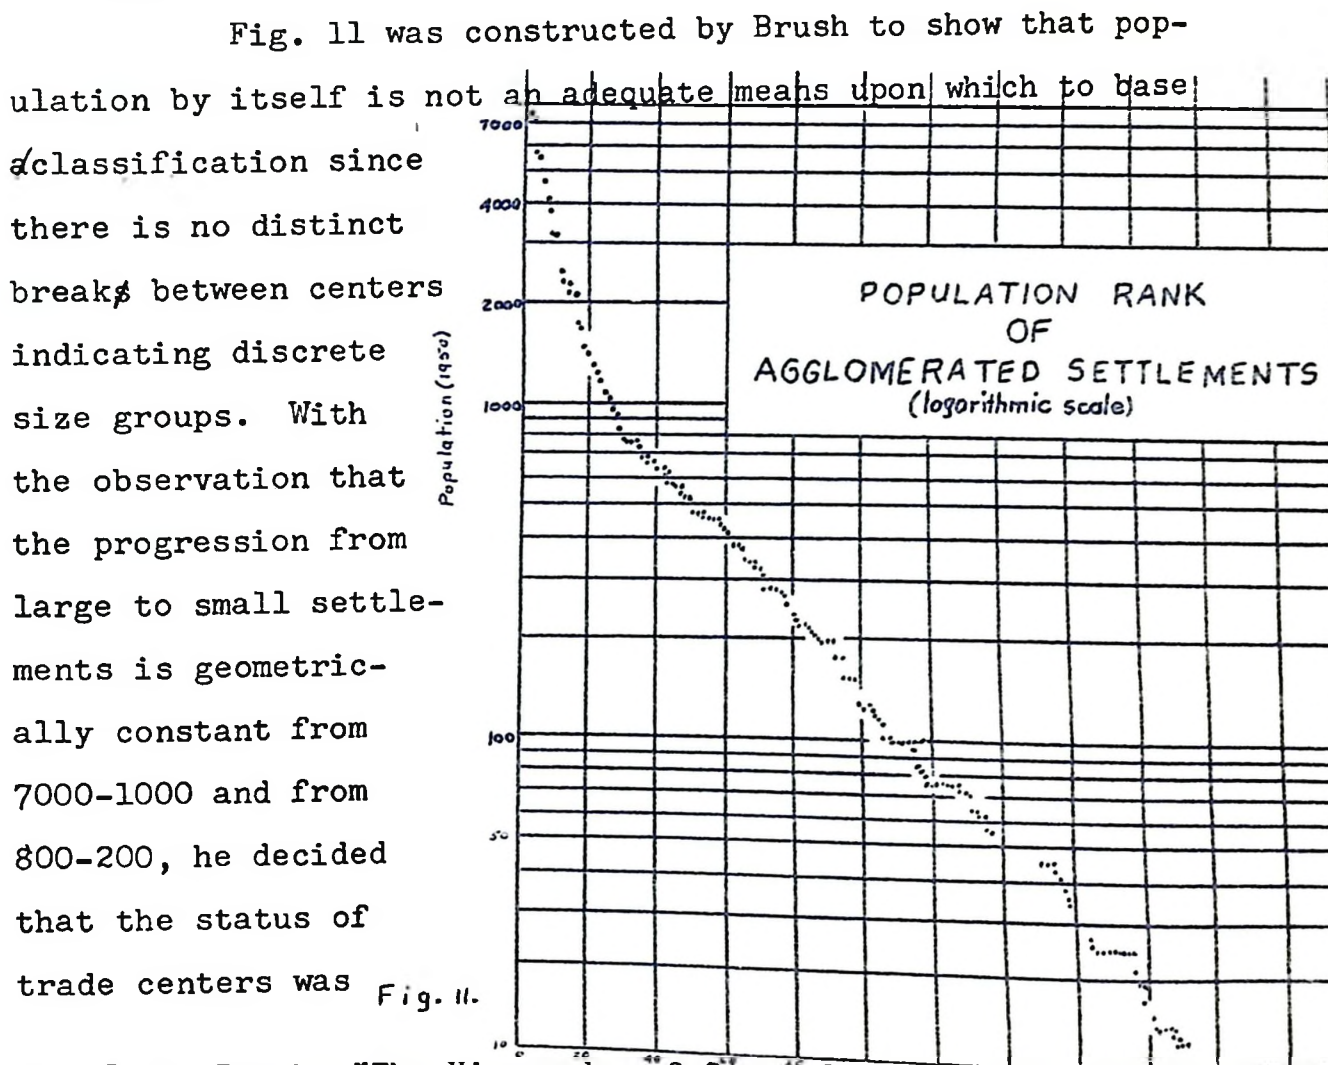 Fig. 11 was constructed by Brush to show that pop-
ulation by itself is not an adequate means upon which to base
a classification since
there is no distinct
breaks between centers
indicating discrete
size groups. With
the observation that
the progression from
large to small settle-
ments is geometric-
ally constant from
7000-1000 and from
800-200, he decided
that the status of
trade centers was
Fig. 11.
POPULATION RANK
OF
AGGLOMERATED SETTLEMENTS
(logorithmic scale)
Population (1950)
7000
4000
2000
1000
100
50
10
0 20 40